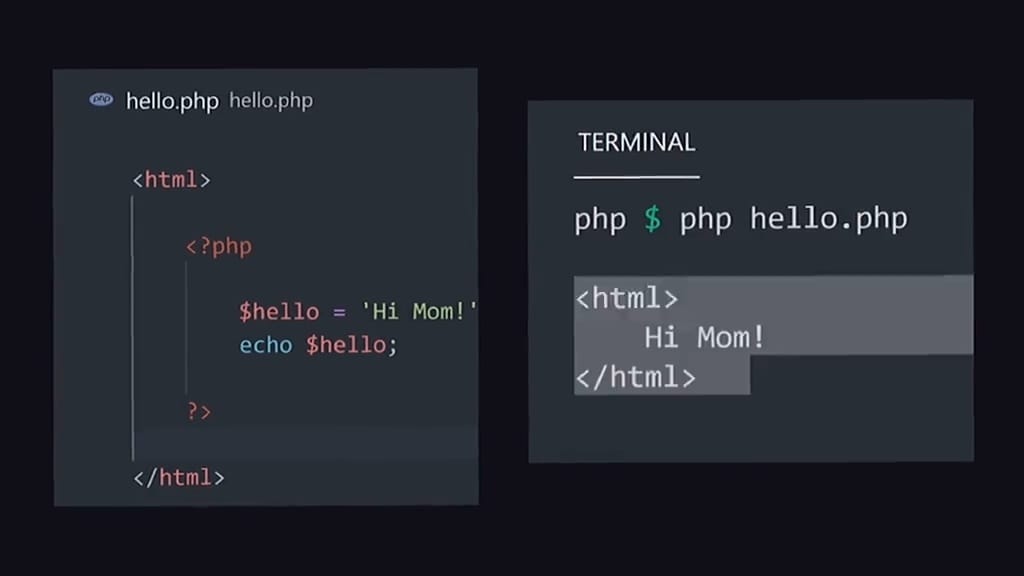 php hello.php hello.php
<html>
<?php
$hello = 'Hi Mom!'
echo $hello;
?>
</html>
TERMINAL
php $ php hello.php
<html>
Hi Mom!
</html>